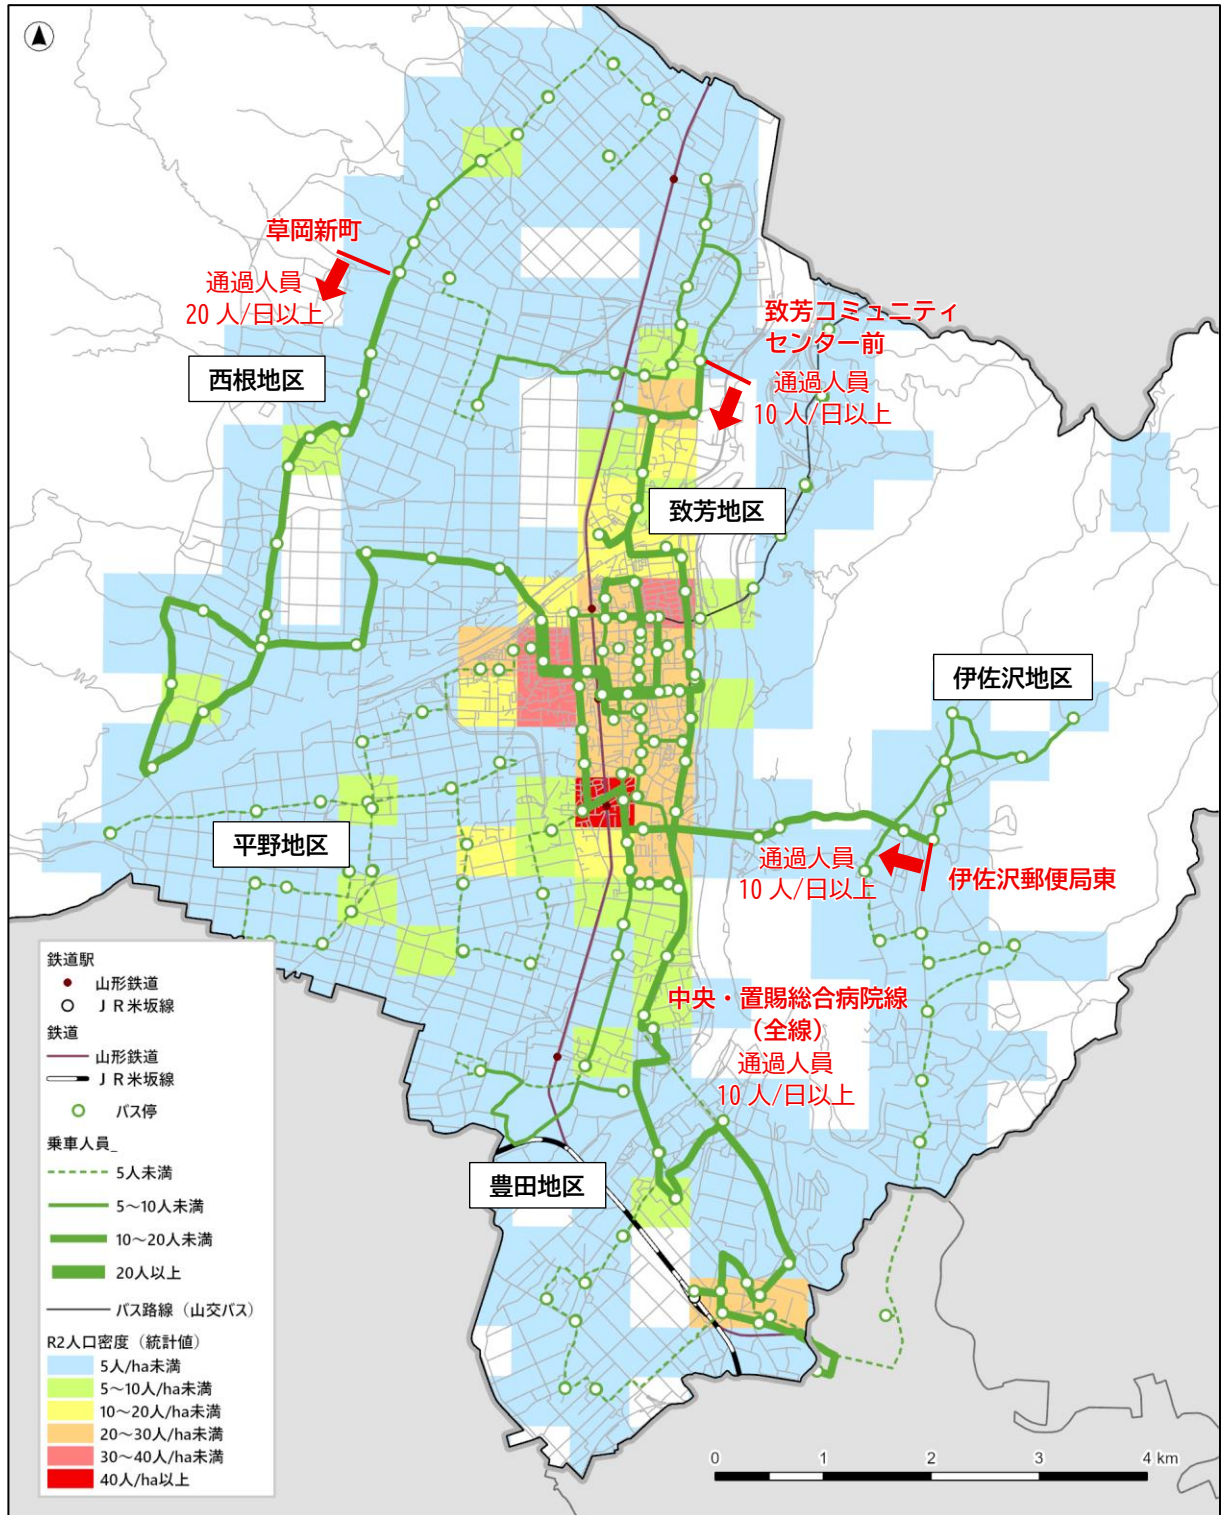 草岡新町
通過人員
20 人/日以上
西根地区
致芳コミュニティ
センター前
通過人員
10 人/日以上
致芳地区
伊佐沢地区
平野地区
通過人員
10 人/日以上
伊佐沢郵便局東
中央・置賜総合病院線
（全線）
通過人員
10 人/日以上
豊田地区
鉄道駅
山形鉄道
ＪＲ米坂線
鉄道
山形鉄道
ＪＲ米坂線
バス停
乗車人員_
5人未満
5～10人未満
10～20人未満
20人以上
バス路線（山交バス）
R2人口密度（統計値）
5人/ha未満
5～10人/ha未満
10～20人/ha未満
20～30人/ha未満
30～40人/ha未満
40人/ha以上
0 1 2 3 4 km